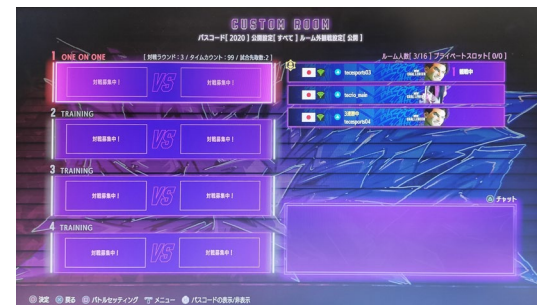 CUSTOM ROOM
パスコード[ 2020 ] 公開設定[ すべて ] ルーム外観戦設定[ 公開 ]
1 ONE ON ONE
[ 対戦ラウンド : 3 / タイムカウント : 99 / 試合先取数:2 ]
ルーム人数[ 3/16 ] プライベートスロット[ 0/0 ]
対戦募集中!
VS
対戦募集中!
tecesports03
観戦中
tecria_main
tecesports04
2 TRAINING
対戦募集中!
VS
対戦募集中!
3 TRAINING
対戦募集中!
VS
対戦募集中!
チャット
4 TRAINING
対戦募集中!
VS
対戦募集中!
決定 戻る バトルセッティング メニュー パスコードの表示/非表示